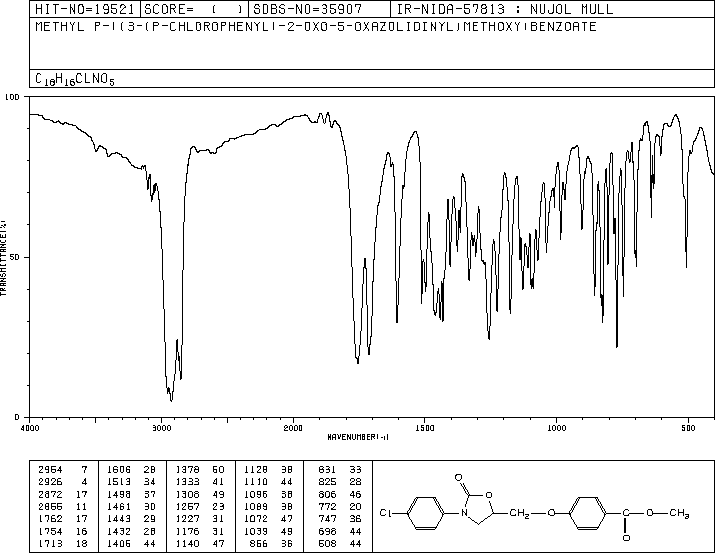 HIT-NO=19521 SCORE= ( ) SDBS-NO=35907 IR-NIDA-57813 : NUJOL MULL
METHYL P-((3-(P-CHLOROPHENYL)-2-OXO-5-OXAZOLIDINYL)METHOXY)BENZOATE
C18H16CLNO5
100
50
0
TRANSMITTANCE(%)
4000 3000 2000 1500 1000 500
WAVENUMBER(-1)
2954 7 1606 28 1378 50 1128 38 831 33
2926 4 1513 34 1333 41 1110 44 825 28
2872 17 1498 37 1308 49 1096 38 806 46
2855 11 1461 30 1257 23 1089 38 772 20
1762 17 1443 29 1227 31 1072 47 747 36
1754 16 1432 28 1176 31 1039 49 698 44
1713 18 1406 44 1140 47 856 36 508 44
O
O
Cl
N
CH2
O
C
O
CH3
O